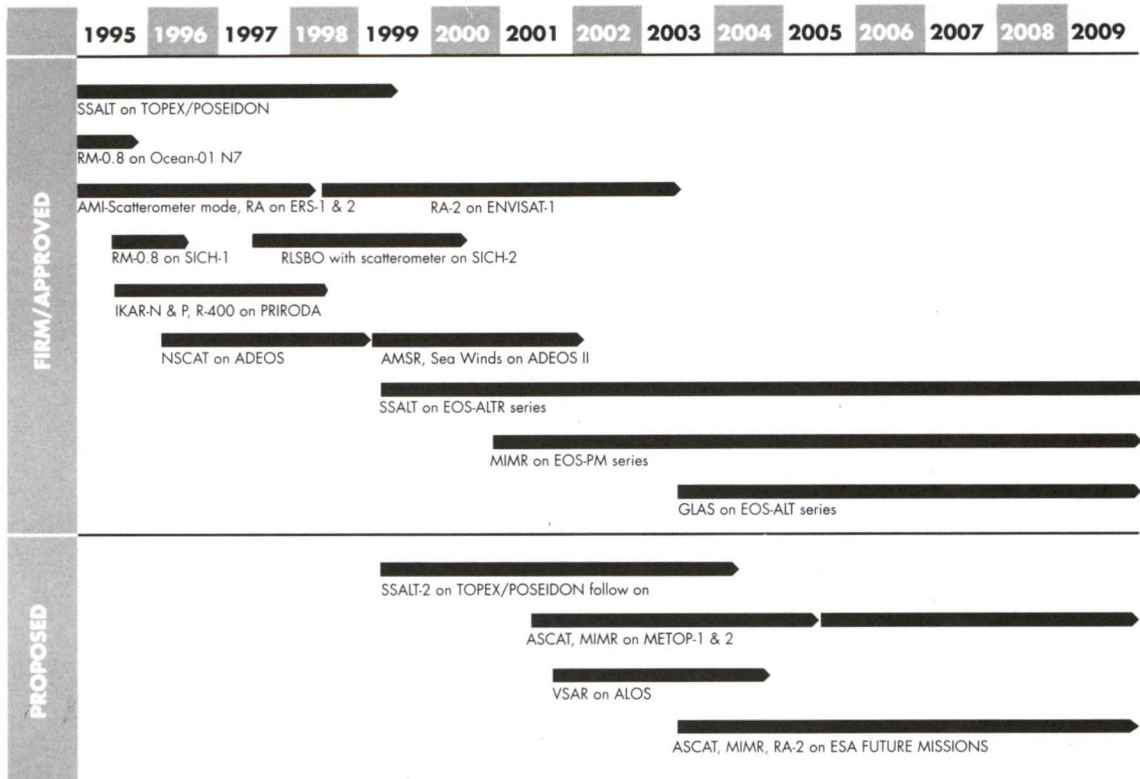 1995 1996 1997 1998 1999 2000 2001 2002 2003 2004 2005 2006 2007 2008 2009
FIRM/APPROVED
SSALT on TOPEX/POSEIDON
RM-0.8 on Ocean-01 N7
AMI-Scatterometer mode, RA on ERS-1 & 2 RA-2 on ENVISAT-1
RM-0.8 on SICH-1 RLSBO with scatterometer on SICH-2
IKAR-N & P, R-400 on PRIRODA
NSCAT on ADEOS AMSR, Sea Winds on ADEOS II
SSALT on EOS-ALTR series
MIMR on EOS-PM series
GLAS on EOS-ALT series
PROPOSED
SSALT-2 on TOPEX/POSEIDON follow on
ASCAT, MIMR on METOP-1 & 2
VSAR on ALOS
ASCAT, MIMR, RA-2 on ESA FUTURE MISSIONS